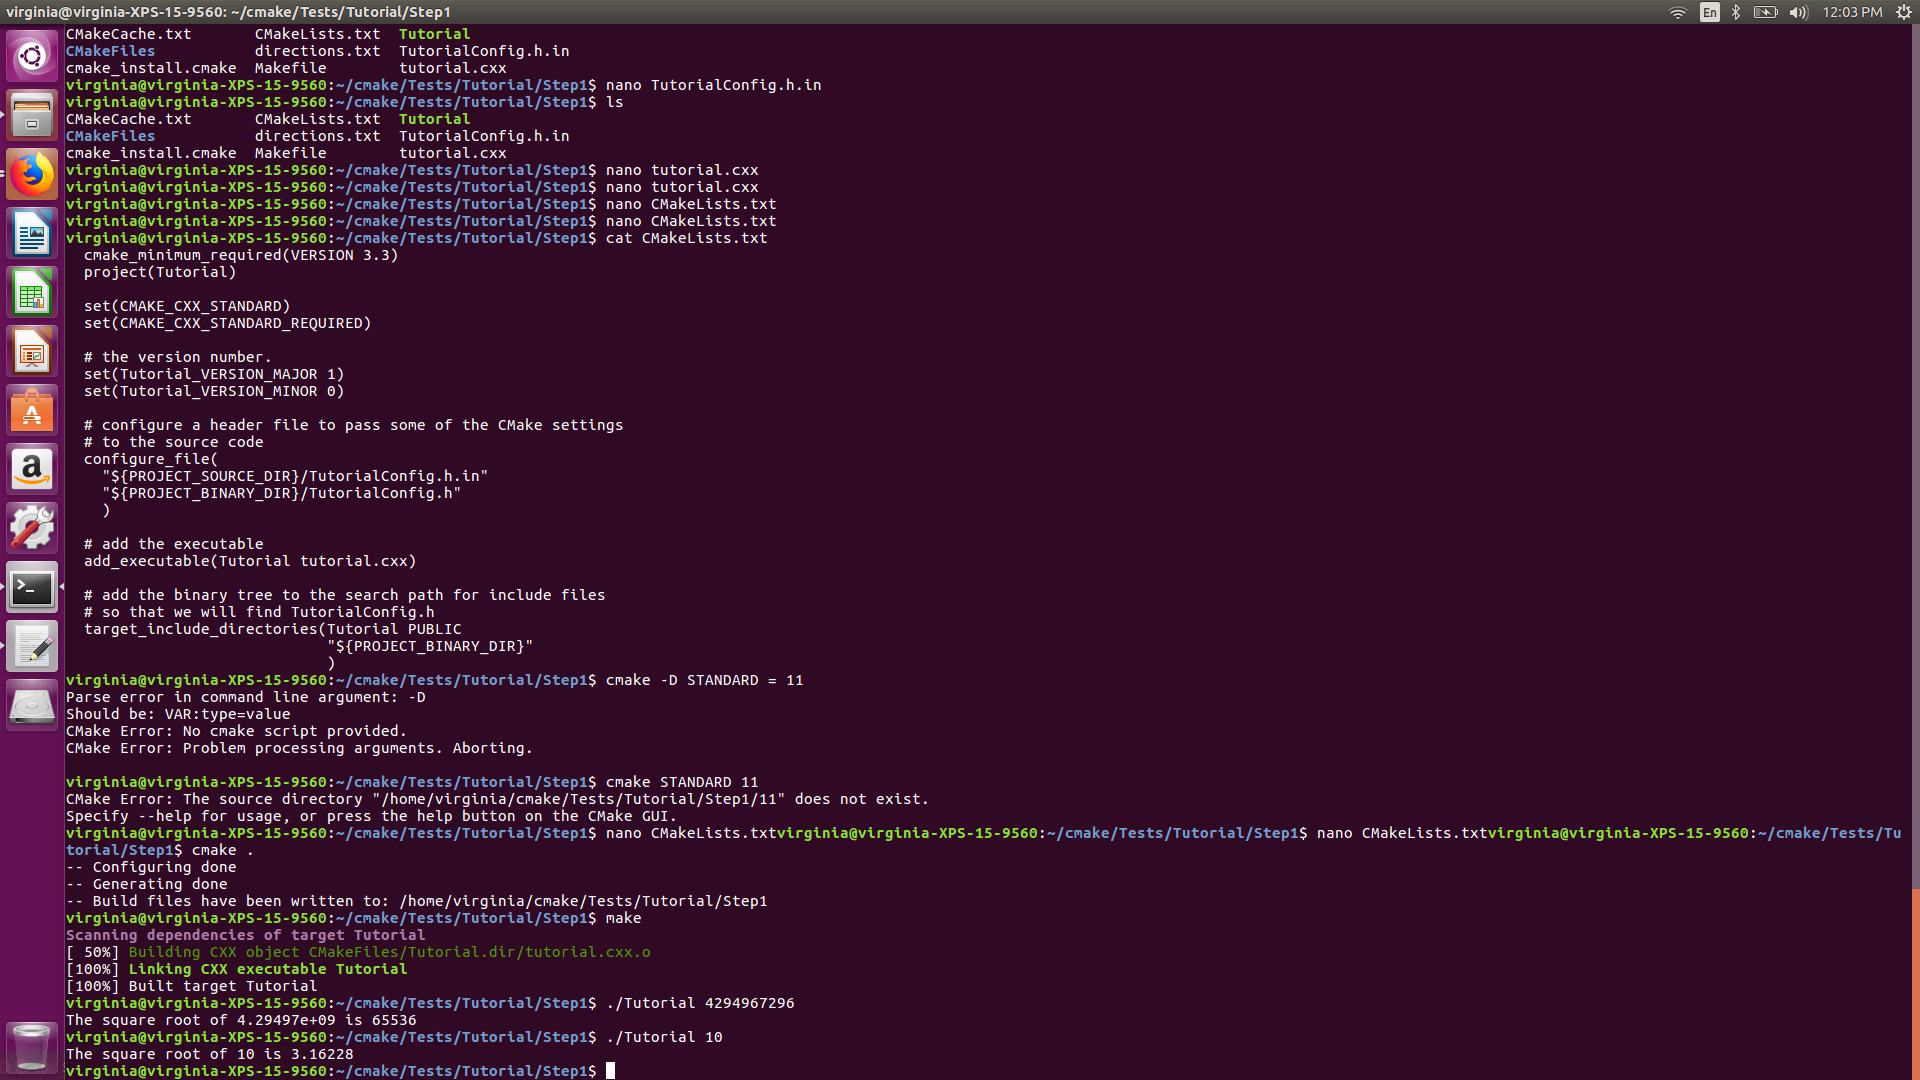 virginia@virginia-XPS-15-9560: ~/cmake/Tests/Tutorial/Step1
En
12:03 PM
CMakeCache.txt       CMakeLists.txt  Tutorial
CMakeFiles           directions.txt  TutorialConfig.h.in
cmake_install.cmake  Makefile        tutorial.cxx
virginia@virginia-XPS-15-9560:~/cmake/Tests/Tutorial/Step1$ nano TutorialConfig.h.in
virginia@virginia-XPS-15-9560:~/cmake/Tests/Tutorial/Step1$ ls
CMakeCache.txt       CMakeLists.txt  Tutorial
CMakeFiles           directions.txt  TutorialConfig.h.in
cmake_install.cmake  Makefile        tutorial.cxx
virginia@virginia-XPS-15-9560:~/cmake/Tests/Tutorial/Step1$ nano tutorial.cxx
virginia@virginia-XPS-15-9560:~/cmake/Tests/Tutorial/Step1$ nano tutorial.cxx
virginia@virginia-XPS-15-9560:~/cmake/Tests/Tutorial/Step1$ nano CMakeLists.txt
virginia@virginia-XPS-15-9560:~/cmake/Tests/Tutorial/Step1$ nano CMakeLists.txt
virginia@virginia-XPS-15-9560:~/cmake/Tests/Tutorial/Step1$ cat CMakeLists.txt
  cmake_minimum_required(VERSION 3.3)
  project(Tutorial)

  set(CMAKE_CXX_STANDARD)
  set(CMAKE_CXX_STANDARD_REQUIRED)

  # the version number.
  set(Tutorial_VERSION_MAJOR 1)
  set(Tutorial_VERSION_MINOR 0)

  # configure a header file to pass some of the CMake settings
  # to the source code
  configure_file(
    "${PROJECT_SOURCE_DIR}/TutorialConfig.h.in"
    "${PROJECT_BINARY_DIR}/TutorialConfig.h"
    )

  # add the executable
  add_executable(Tutorial tutorial.cxx)

  # add the binary tree to the search path for include files
  # so that we will find TutorialConfig.h
  target_include_directories(Tutorial PUBLIC
                             "${PROJECT_BINARY_DIR}"
                             )
virginia@virginia-XPS-15-9560:~/cmake/Tests/Tutorial/Step1$ cmake -D STANDARD = 11
Parse error in command line argument: -D
Should be: VAR:type=value
CMake Error: No cmake script provided.
CMake Error: Problem processing arguments. Aborting.

virginia@virginia-XPS-15-9560:~/cmake/Tests/Tutorial/Step1$ cmake STANDARD 11
CMake Error: The source directory "/home/virginia/cmake/Tests/Tutorial/Step1/11" does not exist.
Specify --help for usage, or press the help button on the CMake GUI.
virginia@virginia-XPS-15-9560:~/cmake/Tests/Tutorial/Step1$ nano CMakeLists.txtvirginia@virginia-XPS-15-9560:~/cmake/Tests/Tutorial/Step1$ nano CMakeLists.txtvirginia@virginia-XPS-15-9560:~/cmake/Tests/Tu
torial/Step1$ cmake .
-- Configuring done
-- Generating done
-- Build files have been written to: /home/virginia/cmake/Tests/Tutorial/Step1
virginia@virginia-XPS-15-9560:~/cmake/Tests/Tutorial/Step1$ make
Scanning dependencies of target Tutorial
[ 50%] Building CXX object CMakeFiles/Tutorial.dir/tutorial.cxx.o
[100%] Linking CXX executable Tutorial
[100%] Built target Tutorial
virginia@virginia-XPS-15-9560:~/cmake/Tests/Tutorial/Step1$ ./Tutorial 4294967296
The square root of 4.29497e+09 is 65536
virginia@virginia-XPS-15-9560:~/cmake/Tests/Tutorial/Step1$ ./Tutorial 10
The square root of 10 is 3.16228
virginia@virginia-XPS-15-9560:~/cmake/Tests/Tutorial/Step1$